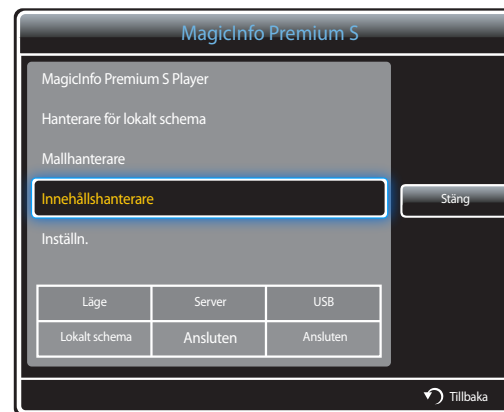 MagicInfo Premium S
MagicInfo Premium S Player
Hanterare för lokalt schema
Mallhanterare
Innehållshanterare
Stäng
Inställn.
Läge Server USB
Lokalt schema Ansluten Ansluten
Tillbaka